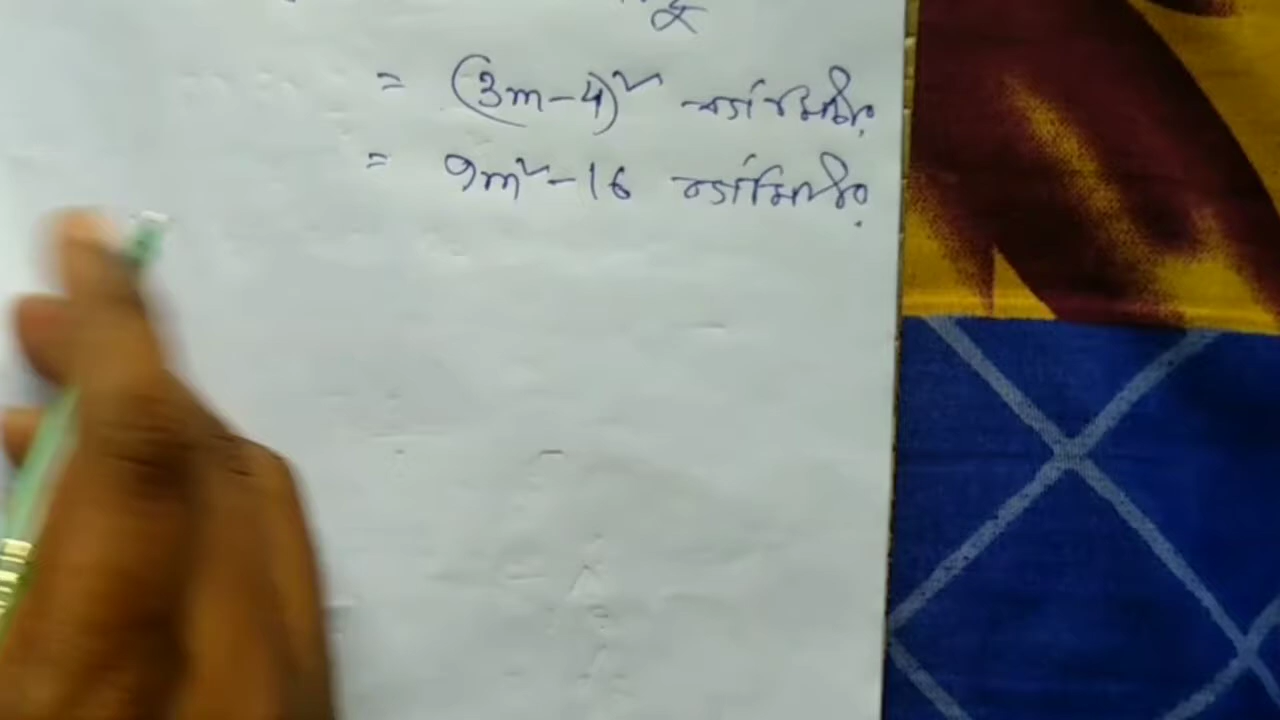 = (3m-4)² বর্গমিটার
= 9m²-16 বর্গমিটার